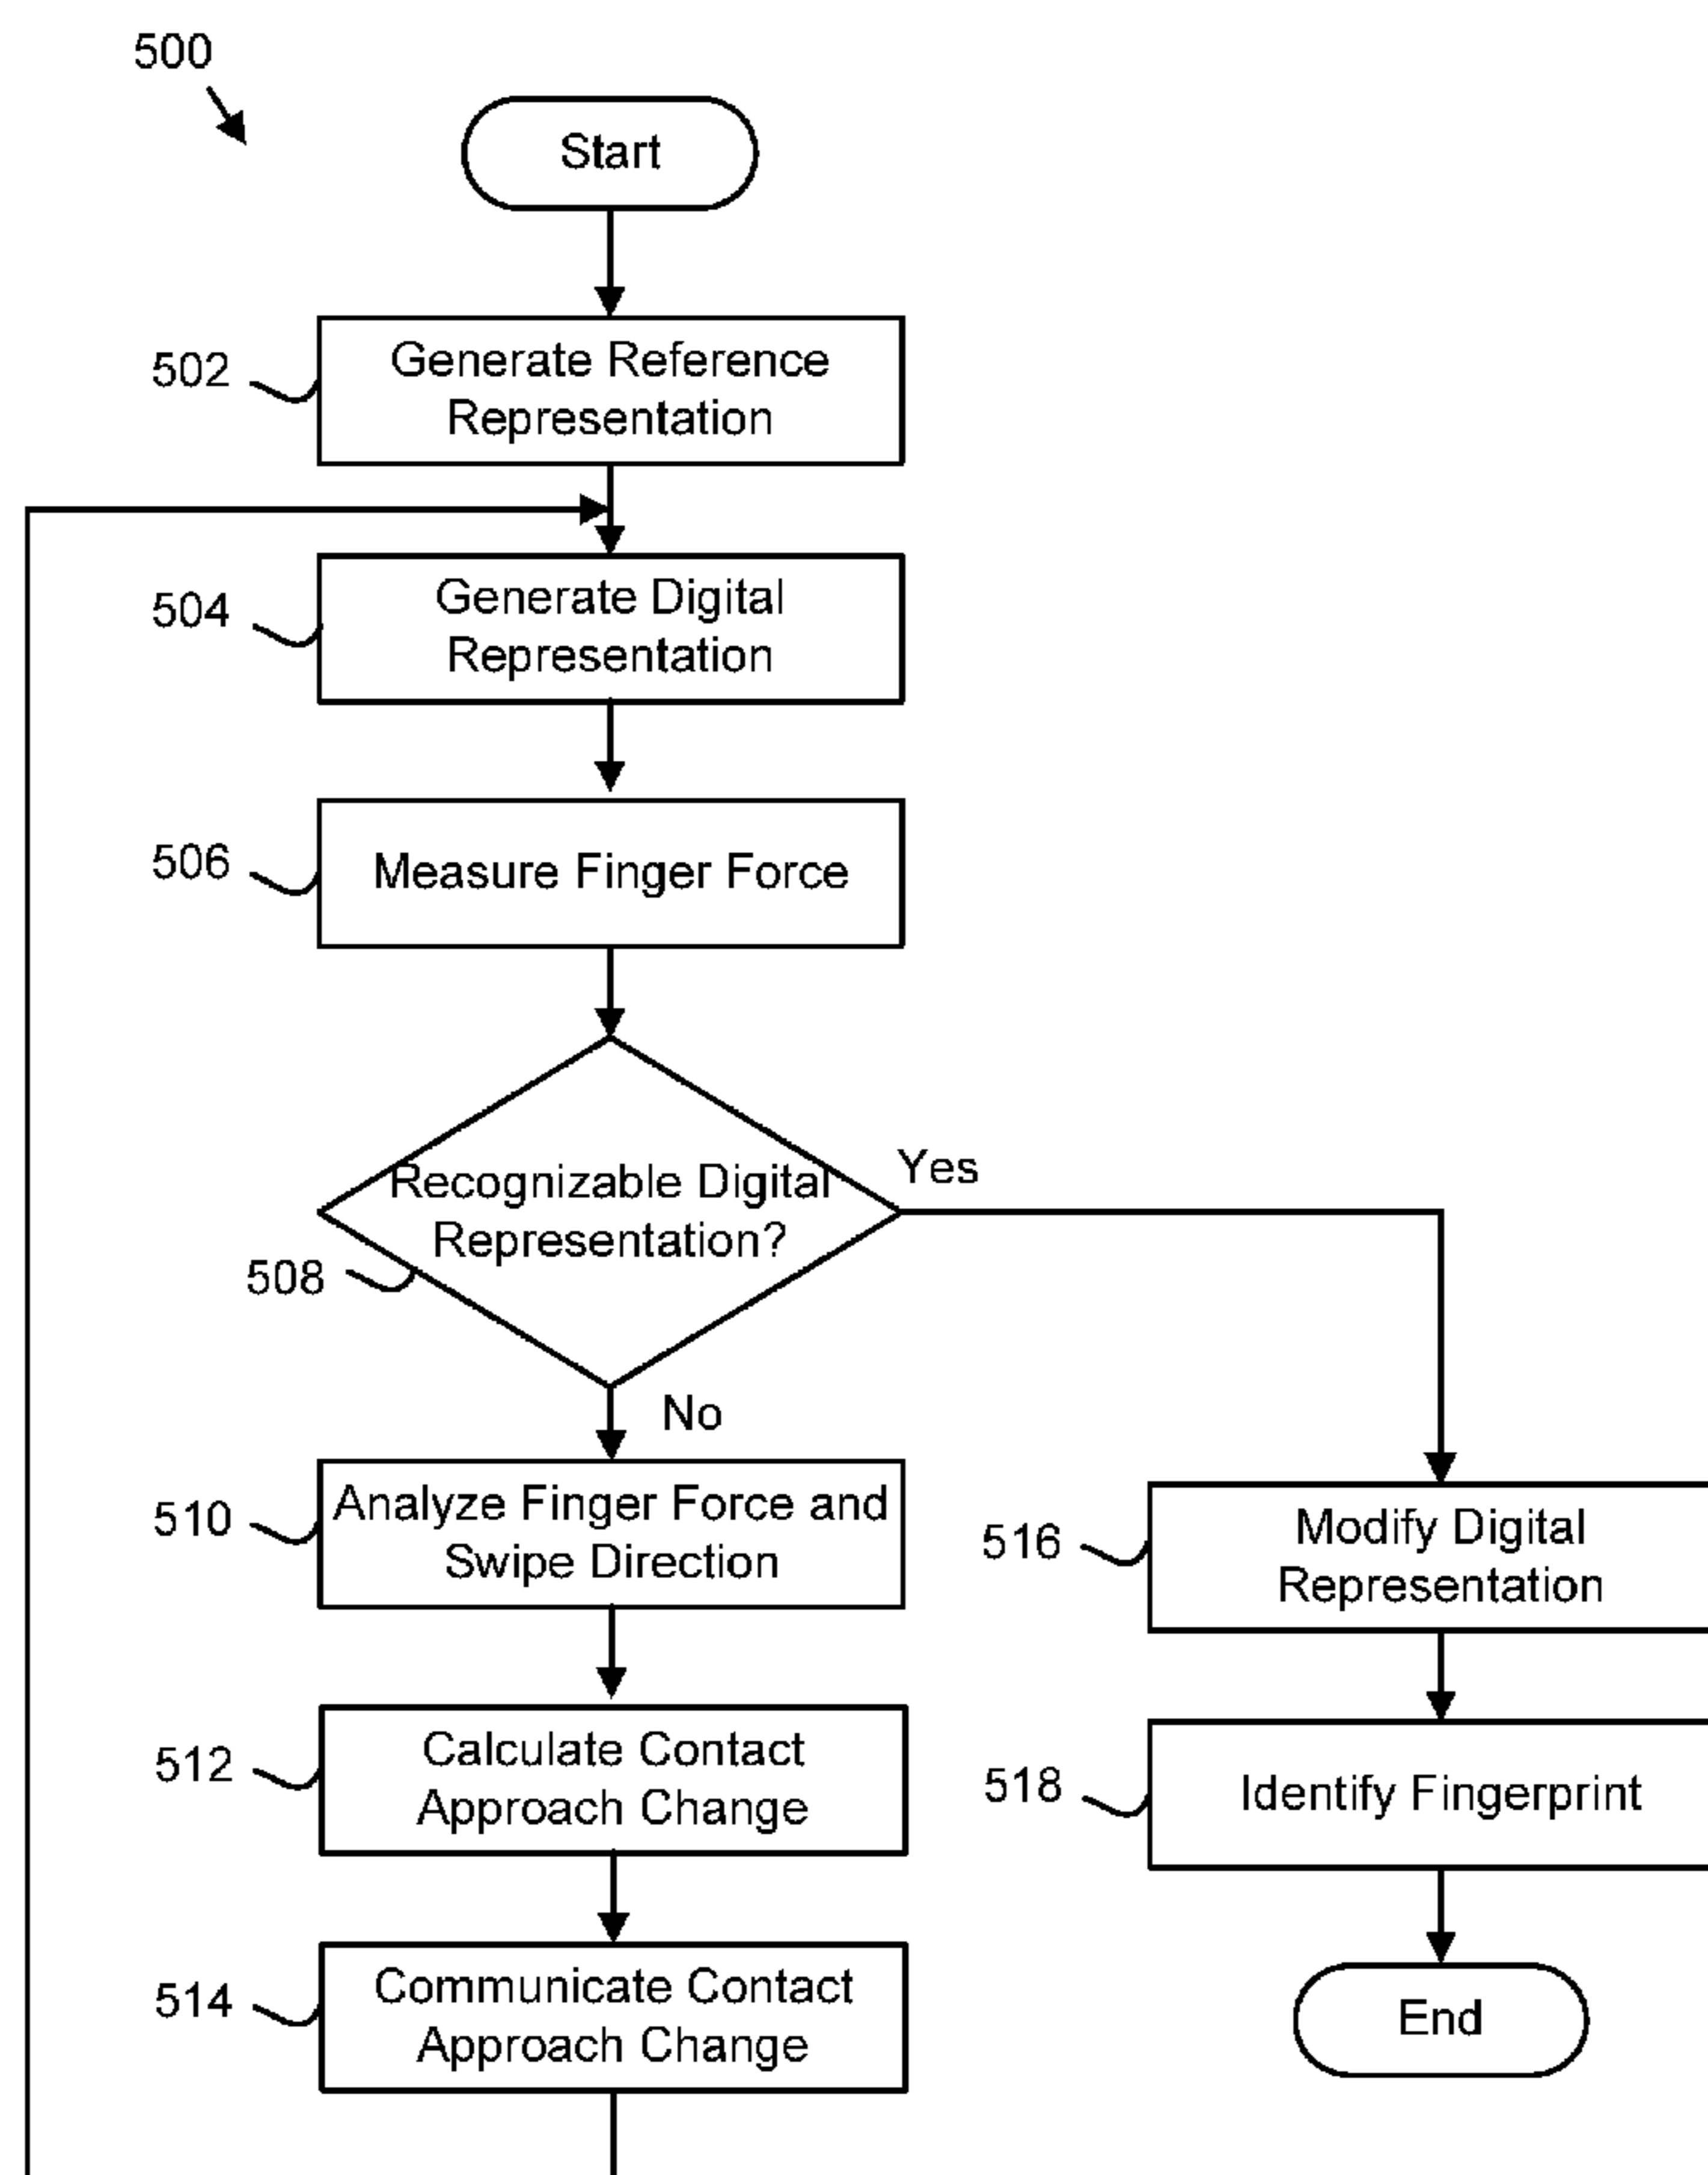 500
Start
502
Generate Reference
Representation
504
Generate Digital
Representation
506
Measure Finger Force
Recognizable Digital
Representation?
Yes
508
No
510
Analyze Finger Force and
Swipe Direction
516
Modify Digital
Representation
512
Calculate Contact
Approach Change
518
Identify Fingerprint
514
Communicate Contact
Approach Change
End